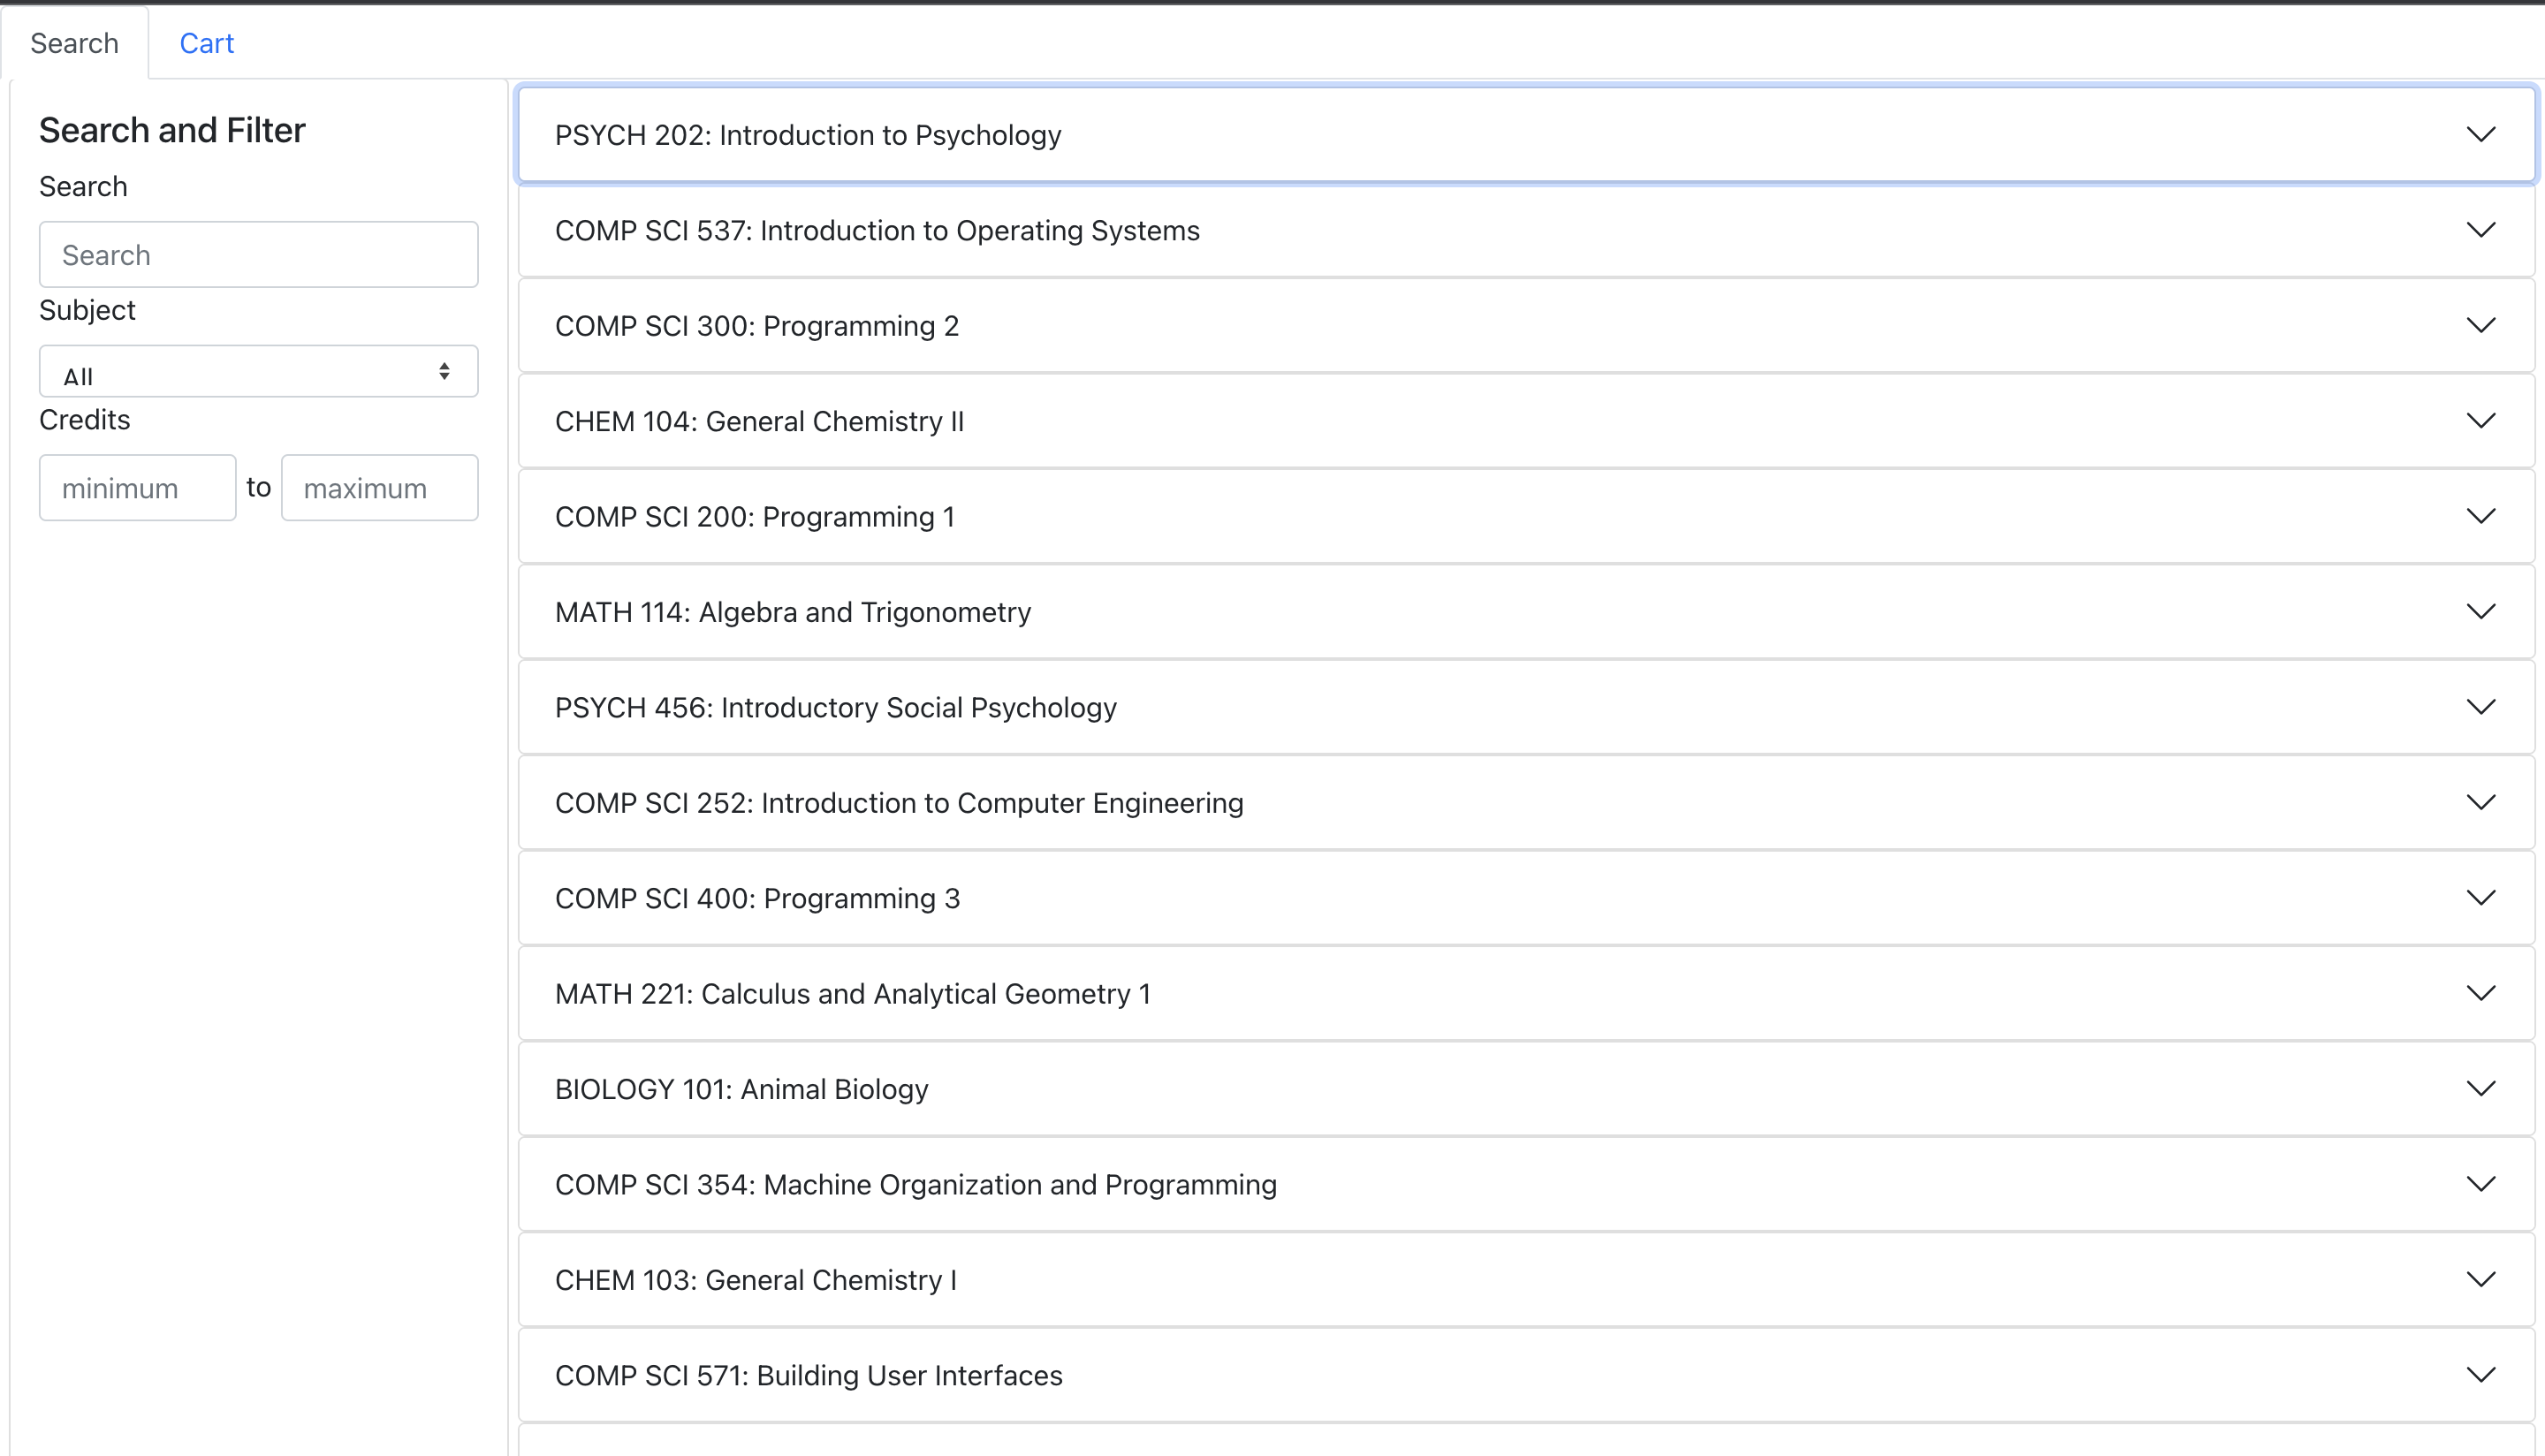 Search
Cart
Search and Filter
Search
Search
Subject
All
Credits
minimum to maximum
PSYCH 202: Introduction to Psychology
COMP SCI 537: Introduction to Operating Systems
COMP SCI 300: Programming 2
CHEM 104: General Chemistry II
COMP SCI 200: Programming 1
MATH 114: Algebra and Trigonometry
PSYCH 456: Introductory Social Psychology
COMP SCI 252: Introduction to Computer Engineering
COMP SCI 400: Programming 3
MATH 221: Calculus and Analytical Geometry 1
BIOLOGY 101: Animal Biology
COMP SCI 354: Machine Organization and Programming
CHEM 103: General Chemistry I
COMP SCI 571: Building User Interfaces